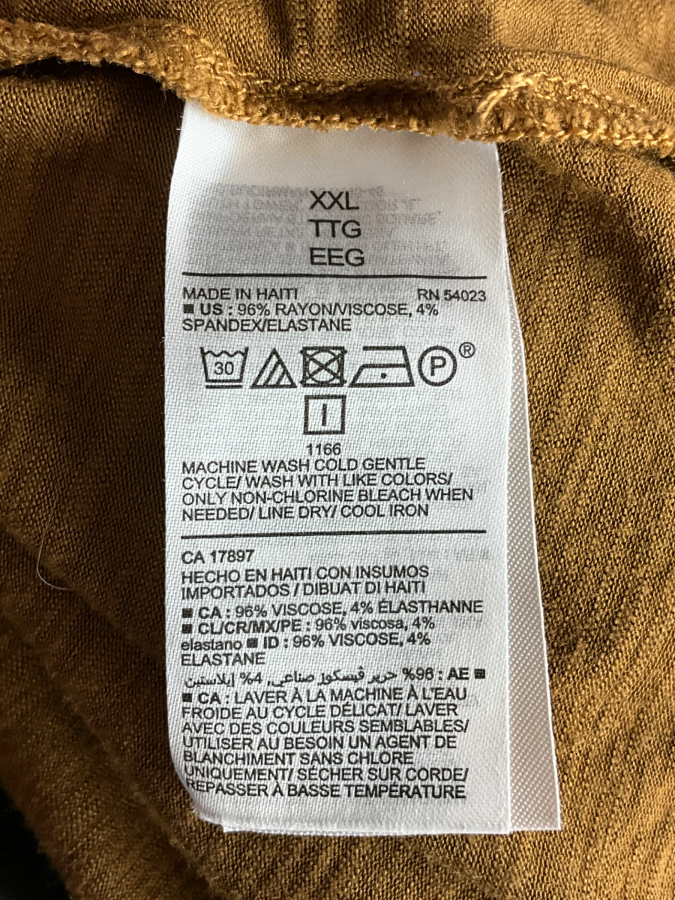 XXL
TTG
EEG
MADE IN HAITI RN 54023
■ US : 96% RAYON/VISCOSE, 4%
SPANDEX/ELASTANE
30 P ®
I
1166
MACHINE WASH COLD GENTLE
CYCLE/ WASH WITH LIKE COLORS/
ONLY NON-CHLORINE BLEACH WHEN
NEEDED/ LINE DRY/ COOL IRON
CA 17897
HECHO EN HAITI CON INSUMOS
IMPORTADOS / DIBUAT DI HAITI
■ CA : 96% VISCOSE, 4% ÉLASTHANNE
■ CL/CR/MX/PE : 96% viscosa, 4%
elastano ■ ID : 96% VISCOSE, 4%
ELASTANE
■ AE : 96% حرير ڤيسكوز صناعي, 4% إيلاستين
■ CA : LAVER À LA MACHINE À L'EAU
FROIDE AU CYCLE DÉLICAT/ LAVER
AVEC DES COULEURS SEMBLABLES/
UTILISER AU BESOIN UN AGENT DE
BLANCHIMENT SANS CHLORE
UNIQUEMENT/ SÉCHER SUR CORDE/
REPASSER À BASSE TEMPÉRATURE